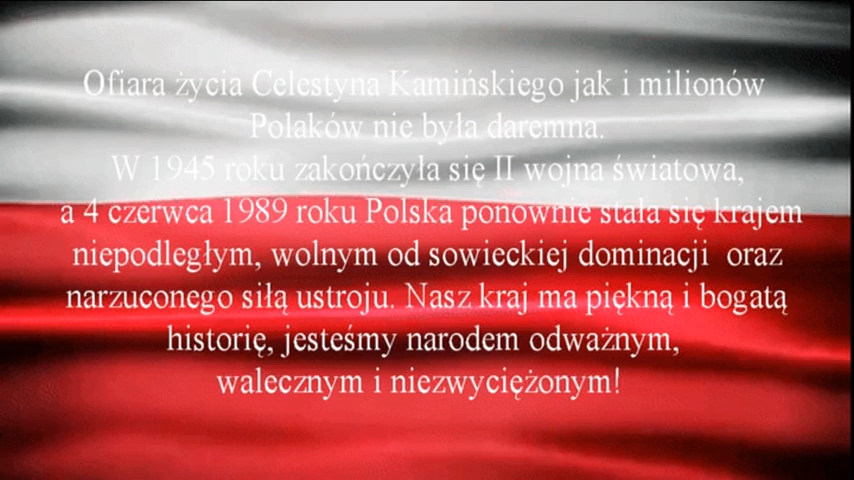 Ofiara życia Celestyna Kamińskiego jak i milionów
Polaków nie była daremna.
W 1945 roku zakończyła się II wojna światowa,
a 4 czerwca 1989 roku Polska ponownie stała się krajem
niepodległym, wolnym od sowieckiej dominacji oraz
narzuconego siłą ustroju. Nasz kraj ma piękną i bogatą
historię, jesteśmy narodem odważnym,
walecznym i niezwyciężonym!